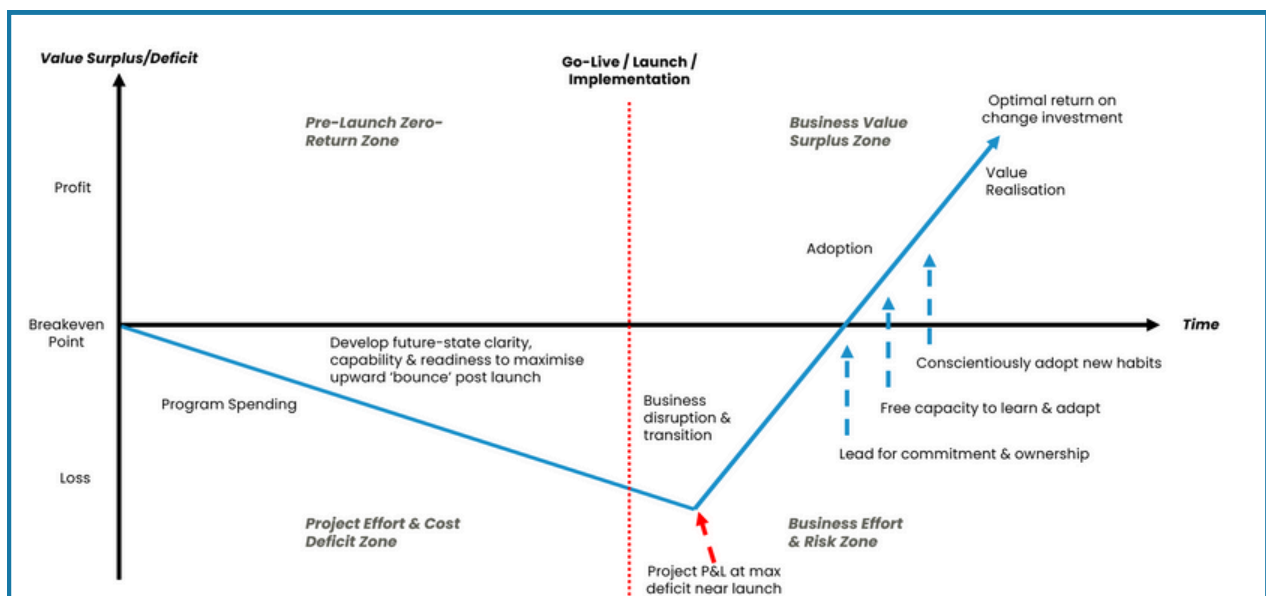 Value Surplus/Deficit
Go-Live / Launch /
Implementation
Pre-Launch Zero-
Return Zone
Business Value
Surplus Zone
Optimal return on
change investment
Profit
Value
Realisation
Adoption
Breakeven
Point
Time
Develop future-state clarity,
capability & readiness to maximise
upward ‘bounce’ post launch
Conscientiously adopt new habits
Program Spending
Business
disruption &
transition
Free capacity to learn & adapt
Lead for commitment & ownership
Loss
Project Effort & Cost
Deficit Zone
Business Effort
& Risk Zone
Project P&L at max
deficit near launch